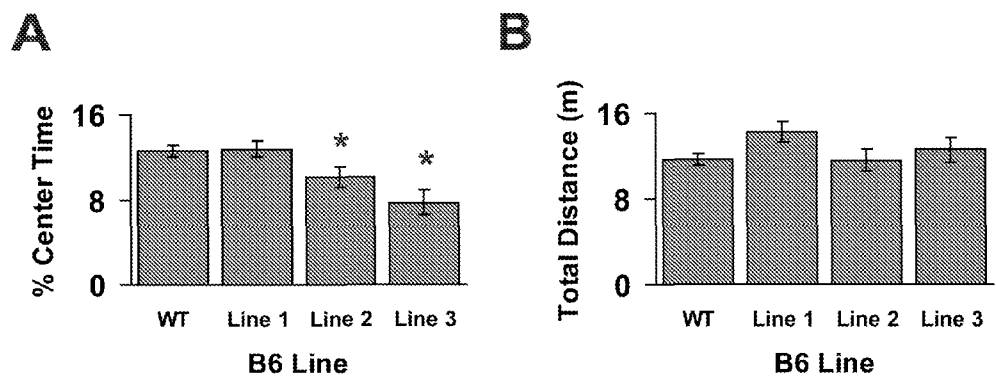 A
% Center Time
16
8
0
*
*
WT Line 1 Line 2 Line 3
B6 Line
B
Total Distance (m)
16
8
0
WT Line 1 Line 2 Line 3
B6 Line